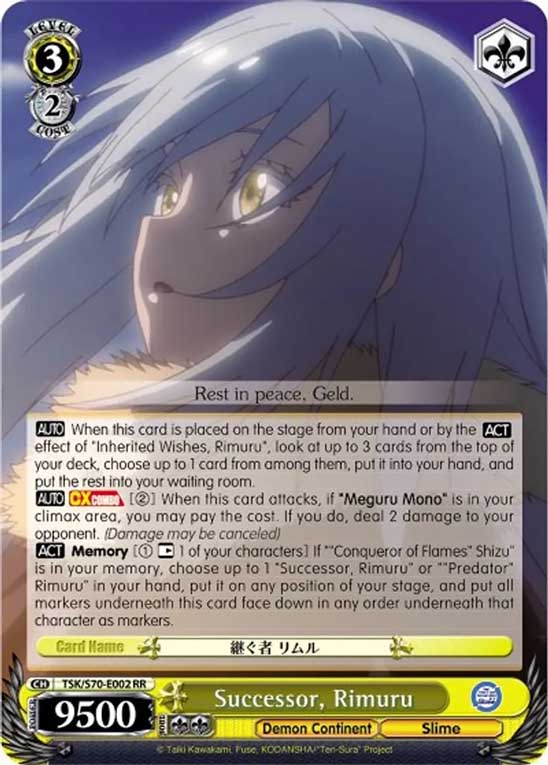 LEVEL
3
2
COST
Rest in peace, Geld.
AUTO When this card is placed on the stage from your hand or by the ACT
effect of "Inherited Wishes, Rimuru", look at up to 3 cards from the top of
your deck, choose up to 1 card from among them, put it into your hand, and
put the rest into your waiting room.
AUTO CXCOMBO [②] When this card attacks, if "Meguru Mono" is in your
climax area, you may pay the cost. If you do, deal 2 damage to your
opponent. (Damage may be canceled)
ACT Memory [① 1 of your characters] If ""Conqueror of Flames" Shizu"
is in your memory, choose up to 1 "Successor, Rimuru" or ""Predator"
Rimuru" in your hand, put it on any position of your stage, and put all
markers underneath this card face down in any order underneath that
character as markers.
Card Name 継ぐ者 リムル
CH TSK/S70-E002 RR
Successor, Rimuru
POWER 9500 SOUL Demon Continent Slime
© Taiki Kawakami, Fuse, KODANSHA/"Ten-Sura" Project